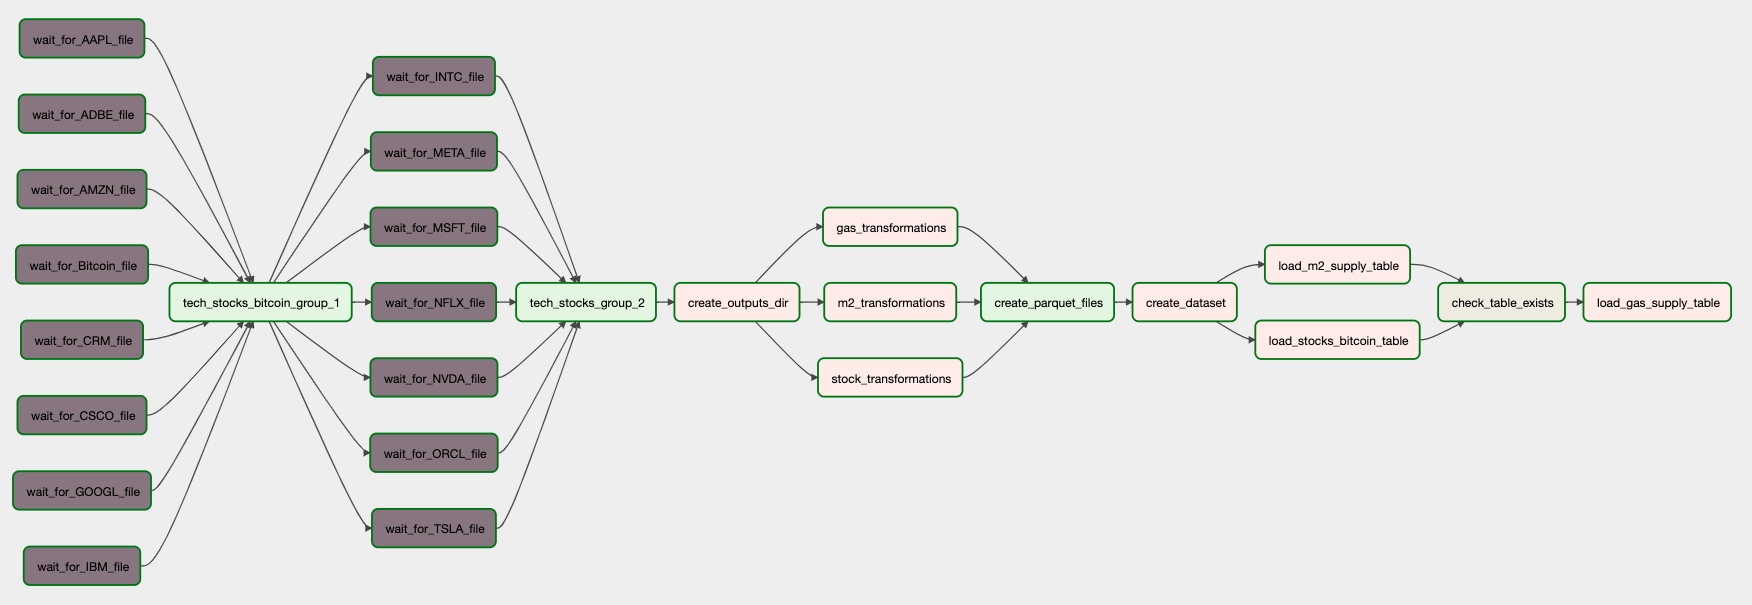 wait_for_AAPL_file
wait_for_ADBE_file
wait_for_AMZN_file
wait_for_Bitcoin_file
wait_for_CRM_file
wait_for_CSCO_file
wait_for_GOOGL_file
wait_for_IBM_file
tech_stocks_bitcoin_group_1
wait_for_INTC_file
wait_for_META_file
wait_for_MSFT_file
wait_for_NFLX_file
wait_for_NVDA_file
wait_for_ORCL_file
wait_for_TSLA_file
tech_stocks_group_2
create_outputs_dir
gas_transformations
m2_transformations
stock_transformations
create_parquet_files
create_dataset
load_m2_supply_table
load_stocks_bitcoin_table
check_table_exists
load_gas_supply_table